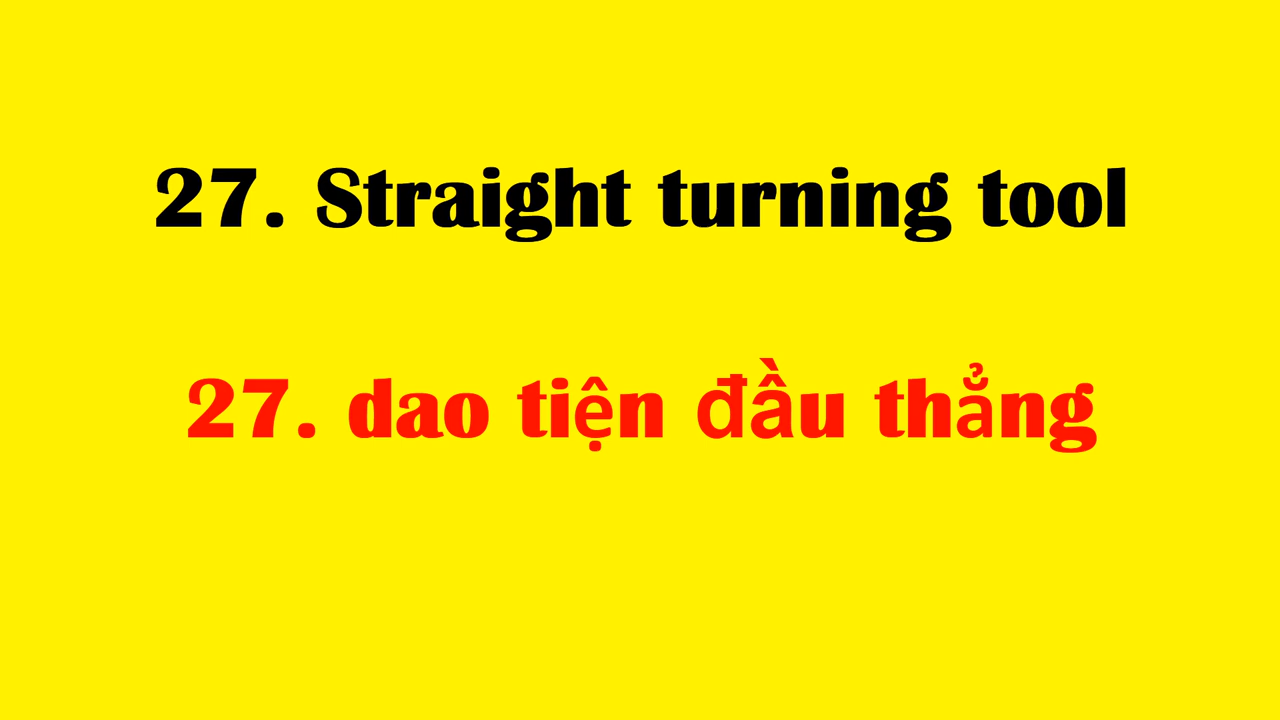 27. Straight turning tool
27. dao tiện đầu thẳng